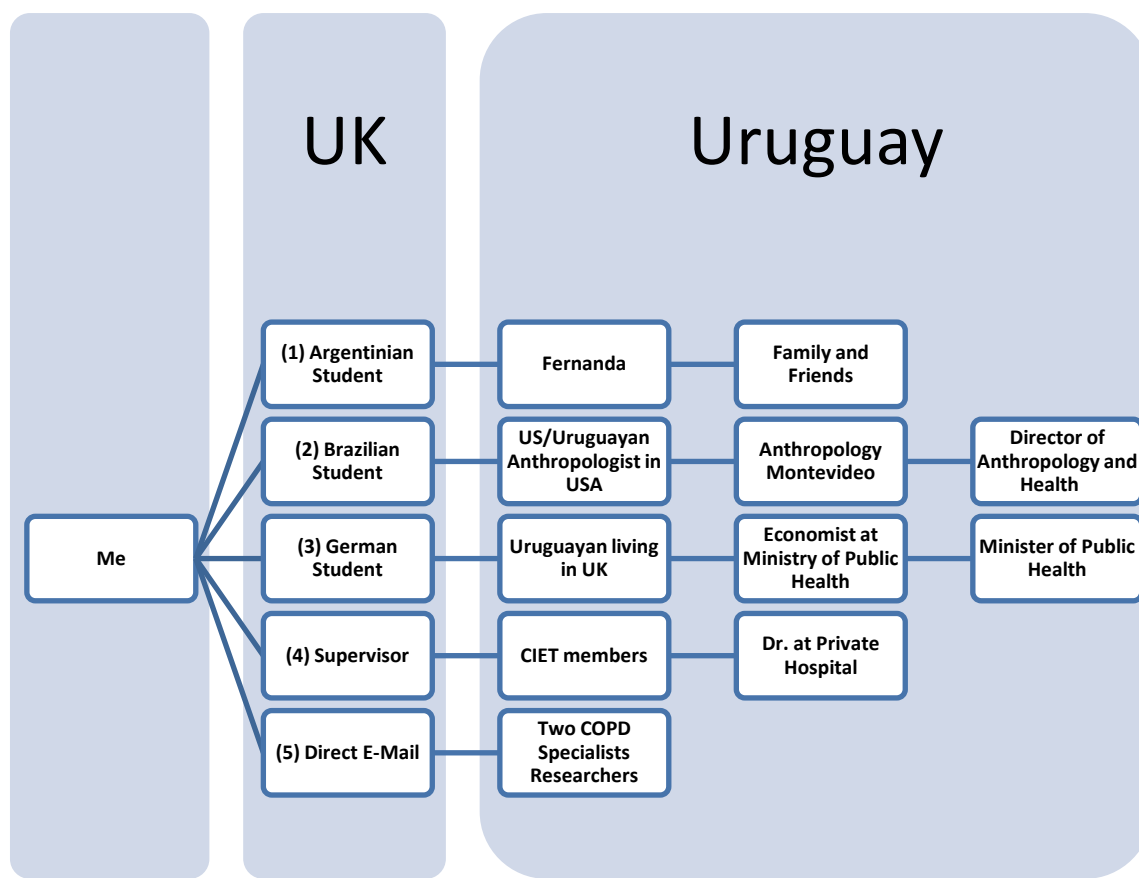 UK
Uruguay
(1) Argentinian
Student
Fernanda
Family and
Friends
(2) Brazilian
Student
US/Uruguayan
Anthropologist in
USA
Anthropology
Montevideo
Director of
Anthropology and
Health
Me
(3) German
Student
Uruguayan living
in UK
Economist at
Ministry of Public
Health
Minister of Public
Health
(4) Supervisor
CIET members
Dr. at Private
Hospital
(5) Direct E-Mail
Two COPD
Specialists
Researchers